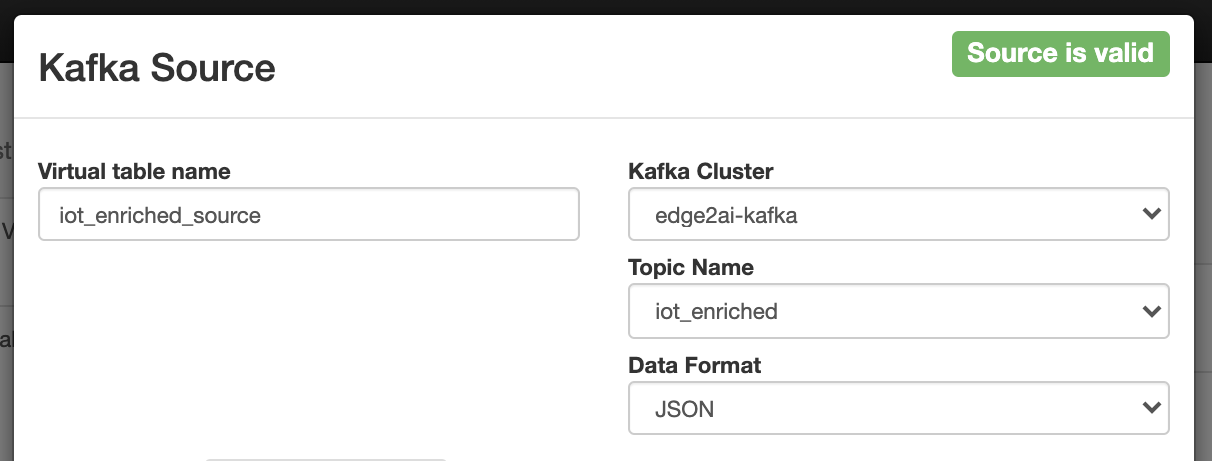 Kafka Source
Source is valid
Virtual table name
iot_enriched_source
Kafka Cluster
edge2ai-kafka
Topic Name
iot_enriched
Data Format
JSON